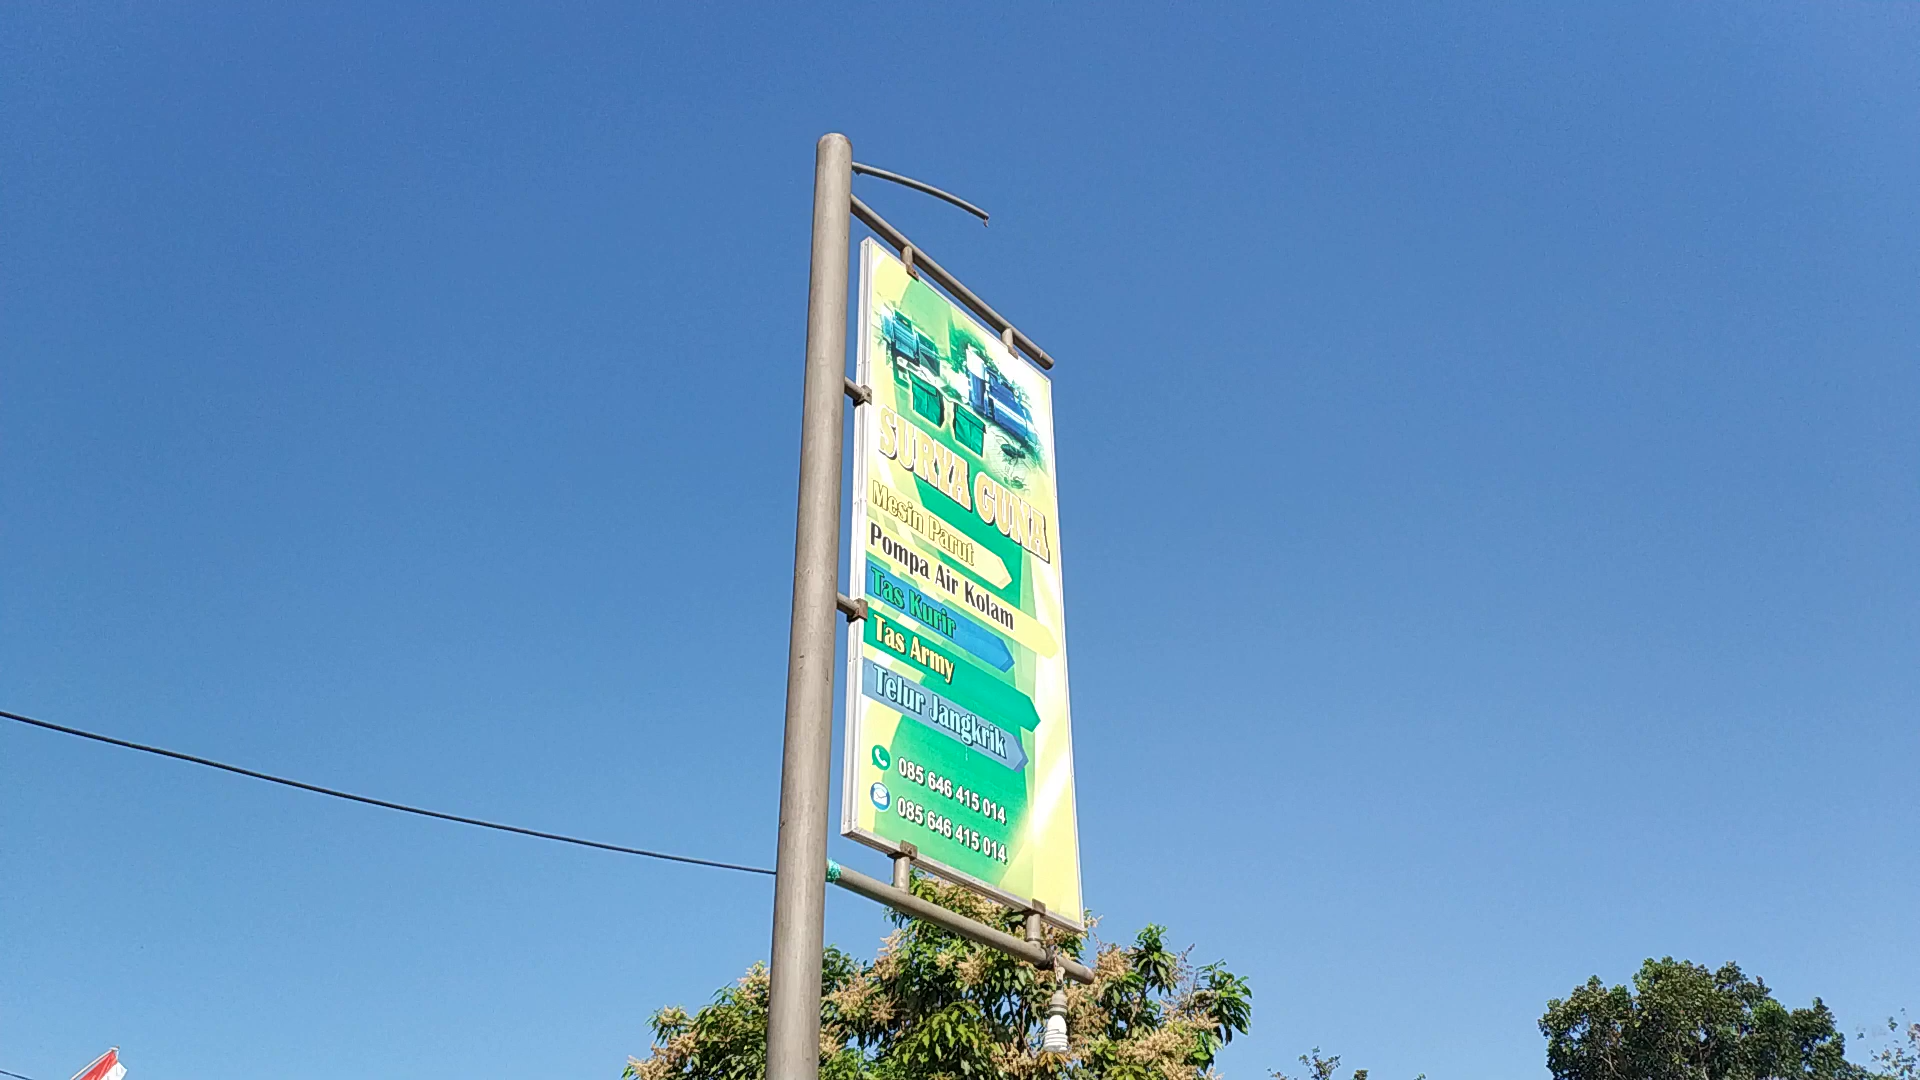 SURYA GUNA
Mesin Parut
Pompa Air Kolam
Tas Kurir
Tas Army
Telur Jangkrik
085 646 415 014
085 646 415 014